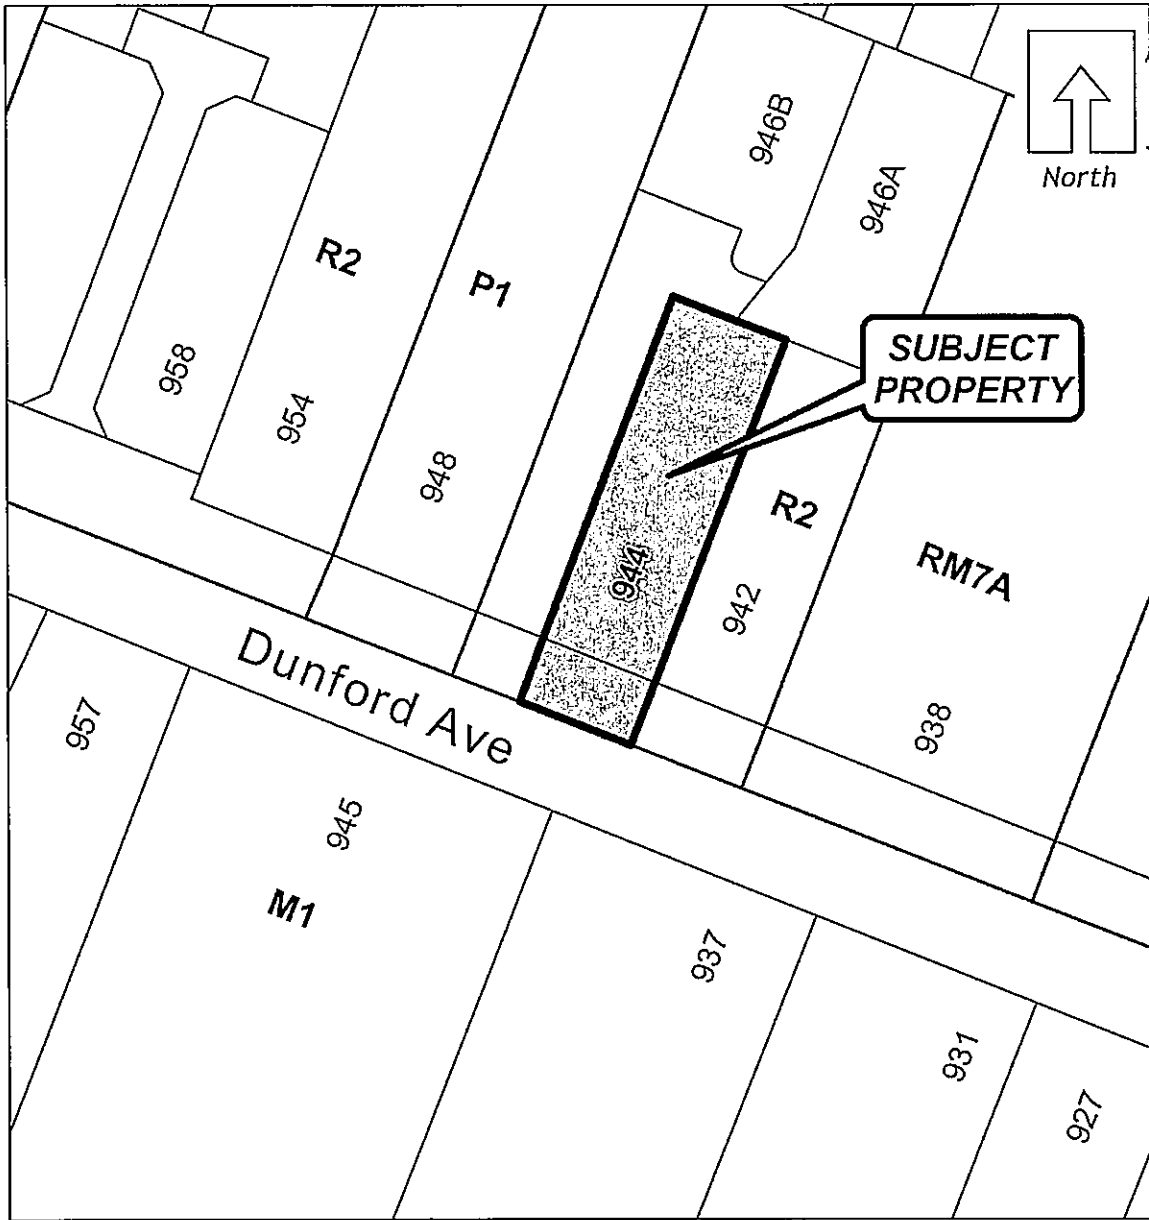 946B
946A
North
R2
P1
SUBJECT
PROPERTY
958
954
948
R2
944
942
RM7A
Dunford Ave
957
938
945
M1
937
931
927